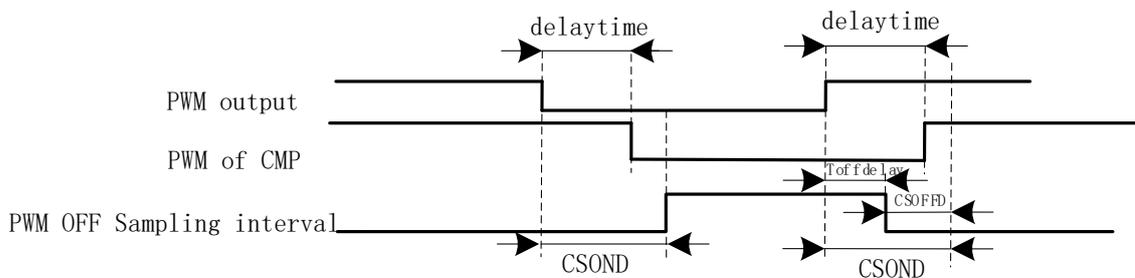 delaytime
delaytime
PWM output
PWM of CMP
Toffdelay
CSOFFD
PWM OFF Sampling interval
CSOND
CSOND